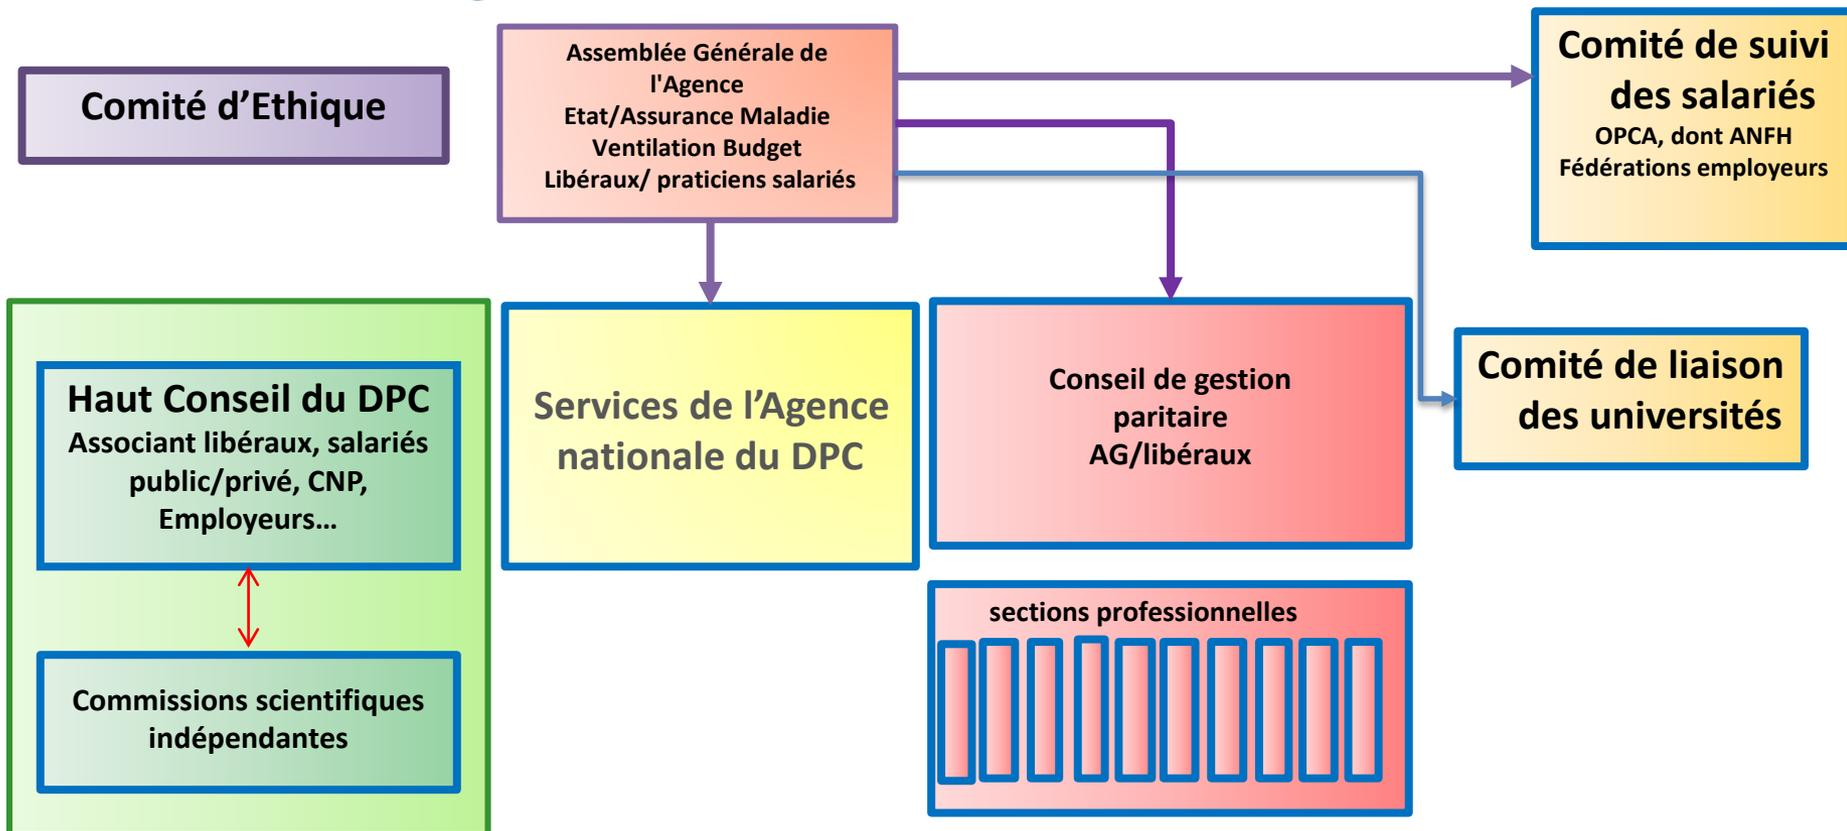 Comité d’Ethique
Assemblée Générale de
l'Agence
Etat/Assurance Maladie
Ventilation Budget
Libéraux/ praticiens salariés
Comité de suivi
des salariés
OPCA, dont ANFH
Fédérations employeurs
Haut Conseil du DPC
Associant libéraux, salariés
public/privé, CNP,
Employeurs…
Services de l’Agence
nationale du DPC
Conseil de gestion
paritaire
AG/libéraux
Comité de liaison
des universités
Commissions scientifiques
indépendantes
sections professionnelles